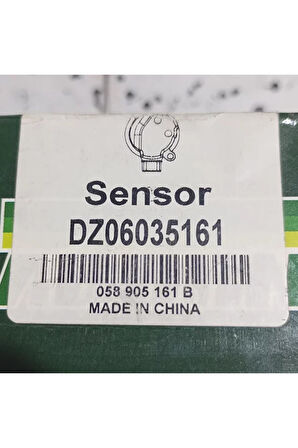 Sensor
DZ06035161
058 905 161 B
MADE IN CHINA